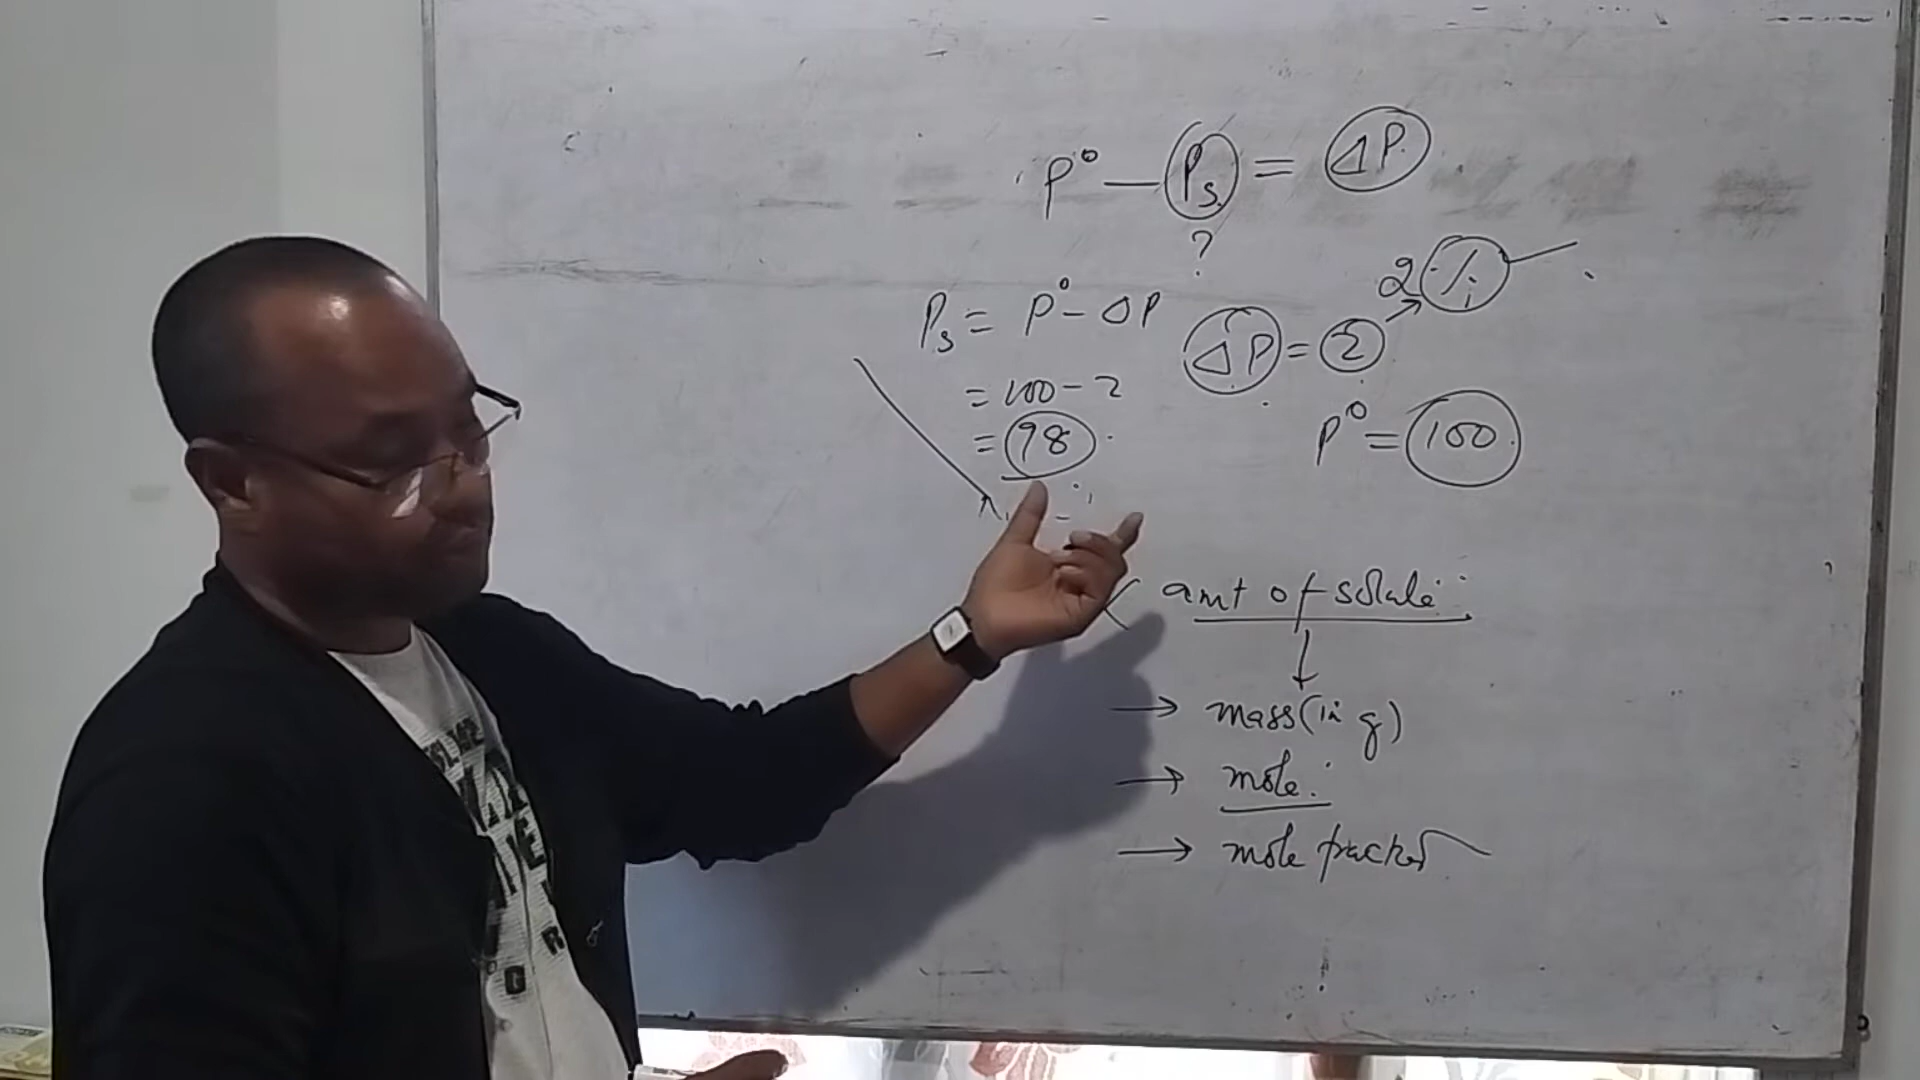 P° — Ps = ΔP
?
2 %
Ps = P° - ΔP
ΔP = 2
= 100 - 2
= 98
P° = 100
amt of solute
→ mass (in g)
→ mole
→ mole fraction